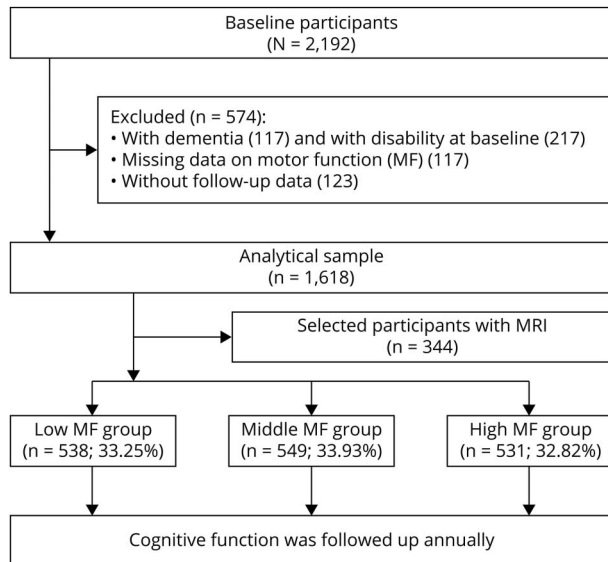 Baseline participants
(N = 2,192)
Excluded (n = 574):
• With dementia (117) and with disability at baseline (217)
• Missing data on motor function (MF) (117)
• Without follow-up data (123)
Analytical sample
(n = 1,618)
Selected participants with MRI
(n = 344)
Low MF group
(n = 538; 33.25%)
Middle MF group
(n = 549; 33.93%)
High MF group
(n = 531; 32.82%)
Cognitive function was followed up annually